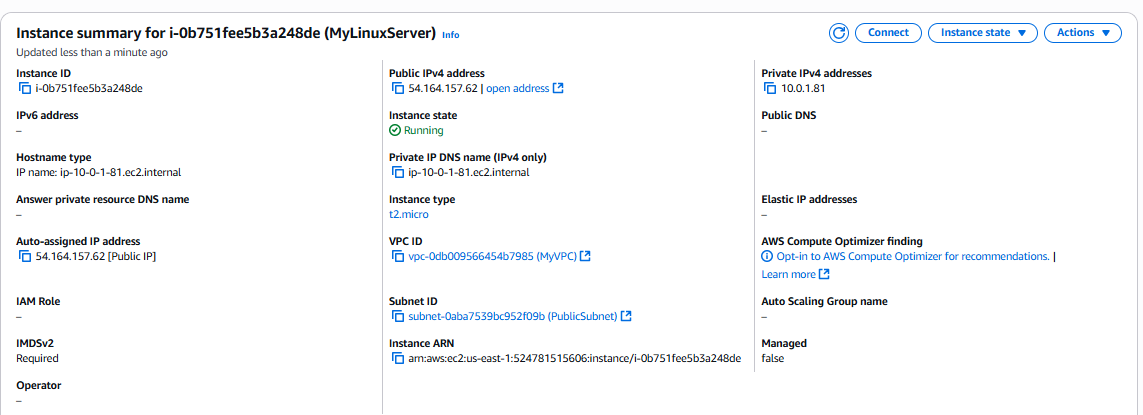 Instance summary for i-0b751fee5b3a248de (MyLinuxServer) Info
Connect
Instance state
Actions
Updated less than a minute ago
Instance ID
i-0b751fee5b3a248de
Public IPv4 address
54.164.157.62 | open address
Private IPv4 addresses
10.0.1.81
IPv6 address
–
Instance state
Running
Public DNS
–
Hostname type
IP name: ip-10-0-1-81.ec2.internal
Private IP DNS name (IPv4 only)
ip-10-0-1-81.ec2.internal
Answer private resource DNS name
–
Instance type
t2.micro
Elastic IP addresses
–
Auto-assigned IP address
54.164.157.62 [Public IP]
VPC ID
vpc-0db009566454b7985 (MyVPC)
AWS Compute Optimizer finding
Opt-in to AWS Compute Optimizer for recommendations. |
Learn more
IAM Role
–
Subnet ID
subnet-0aba7539bc952f09b (PublicSubnet)
Auto Scaling Group name
–
IMDSv2
Required
Instance ARN
arn:aws:ec2:us-east-1:524781515606:instance/i-0b751fee5b3a248de
Managed
false
Operator
–